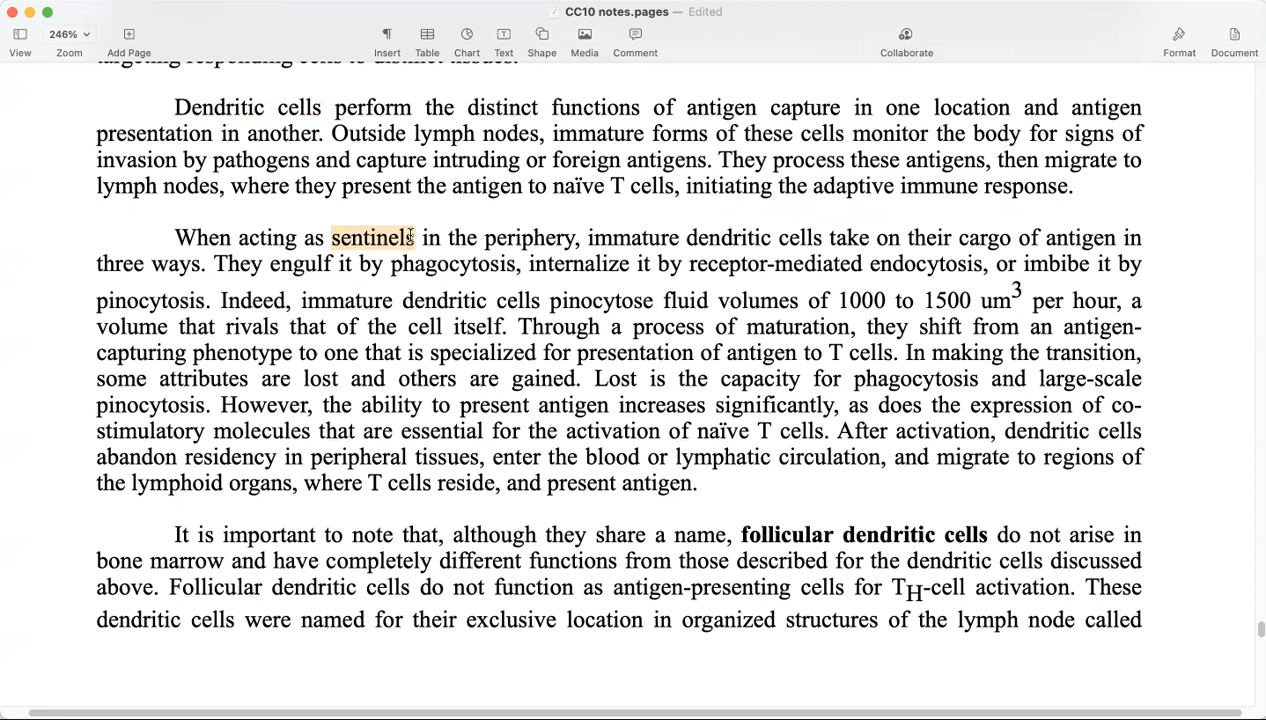 CC10 notes.pages — Edited
246%
View Zoom Add Page Insert Table Chart Text Shape Media Comment Collaborate Format Document
targeting responding cells to distinct tissues.
Dendritic cells perform the distinct functions of antigen capture in one location and antigen
presentation in another. Outside lymph nodes, immature forms of these cells monitor the body for signs of
invasion by pathogens and capture intruding or foreign antigens. They process these antigens, then migrate to
lymph nodes, where they present the antigen to naïve T cells, initiating the adaptive immune response.
When acting as sentinels in the periphery, immature dendritic cells take on their cargo of antigen in
three ways. They engulf it by phagocytosis, internalize it by receptor-mediated endocytosis, or imbibe it by
pinocytosis. Indeed, immature dendritic cells pinocytose fluid volumes of 1000 to 1500 um3 per hour, a
volume that rivals that of the cell itself. Through a process of maturation, they shift from an antigen-
capturing phenotype to one that is specialized for presentation of antigen to T cells. In making the transition,
some attributes are lost and others are gained. Lost is the capacity for phagocytosis and large-scale
pinocytosis. However, the ability to present antigen increases significantly, as does the expression of co-
stimulatory molecules that are essential for the activation of naïve T cells. After activation, dendritic cells
abandon residency in peripheral tissues, enter the blood or lymphatic circulation, and migrate to regions of
the lymphoid organs, where T cells reside, and present antigen.
It is important to note that, although they share a name, follicular dendritic cells do not arise in
bone marrow and have completely different functions from those described for the dendritic cells discussed
above. Follicular dendritic cells do not function as antigen-presenting cells for TH-cell activation. These
dendritic cells were named for their exclusive location in organized structures of the lymph node called